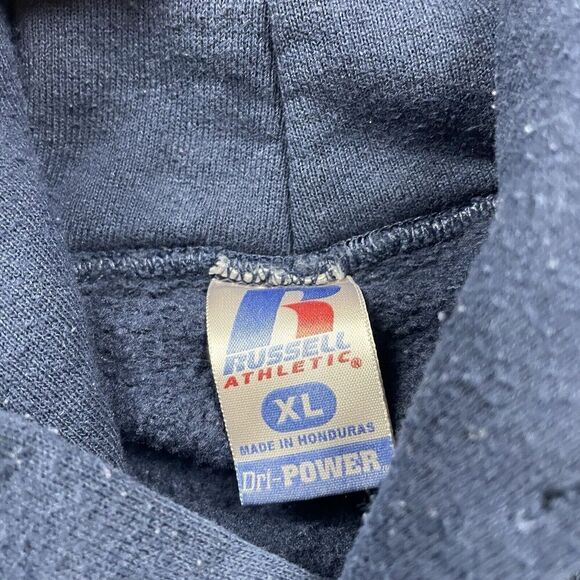 RUSSELL
ATHLETIC®
XL
MADE IN HONDURAS
Dri-POWER